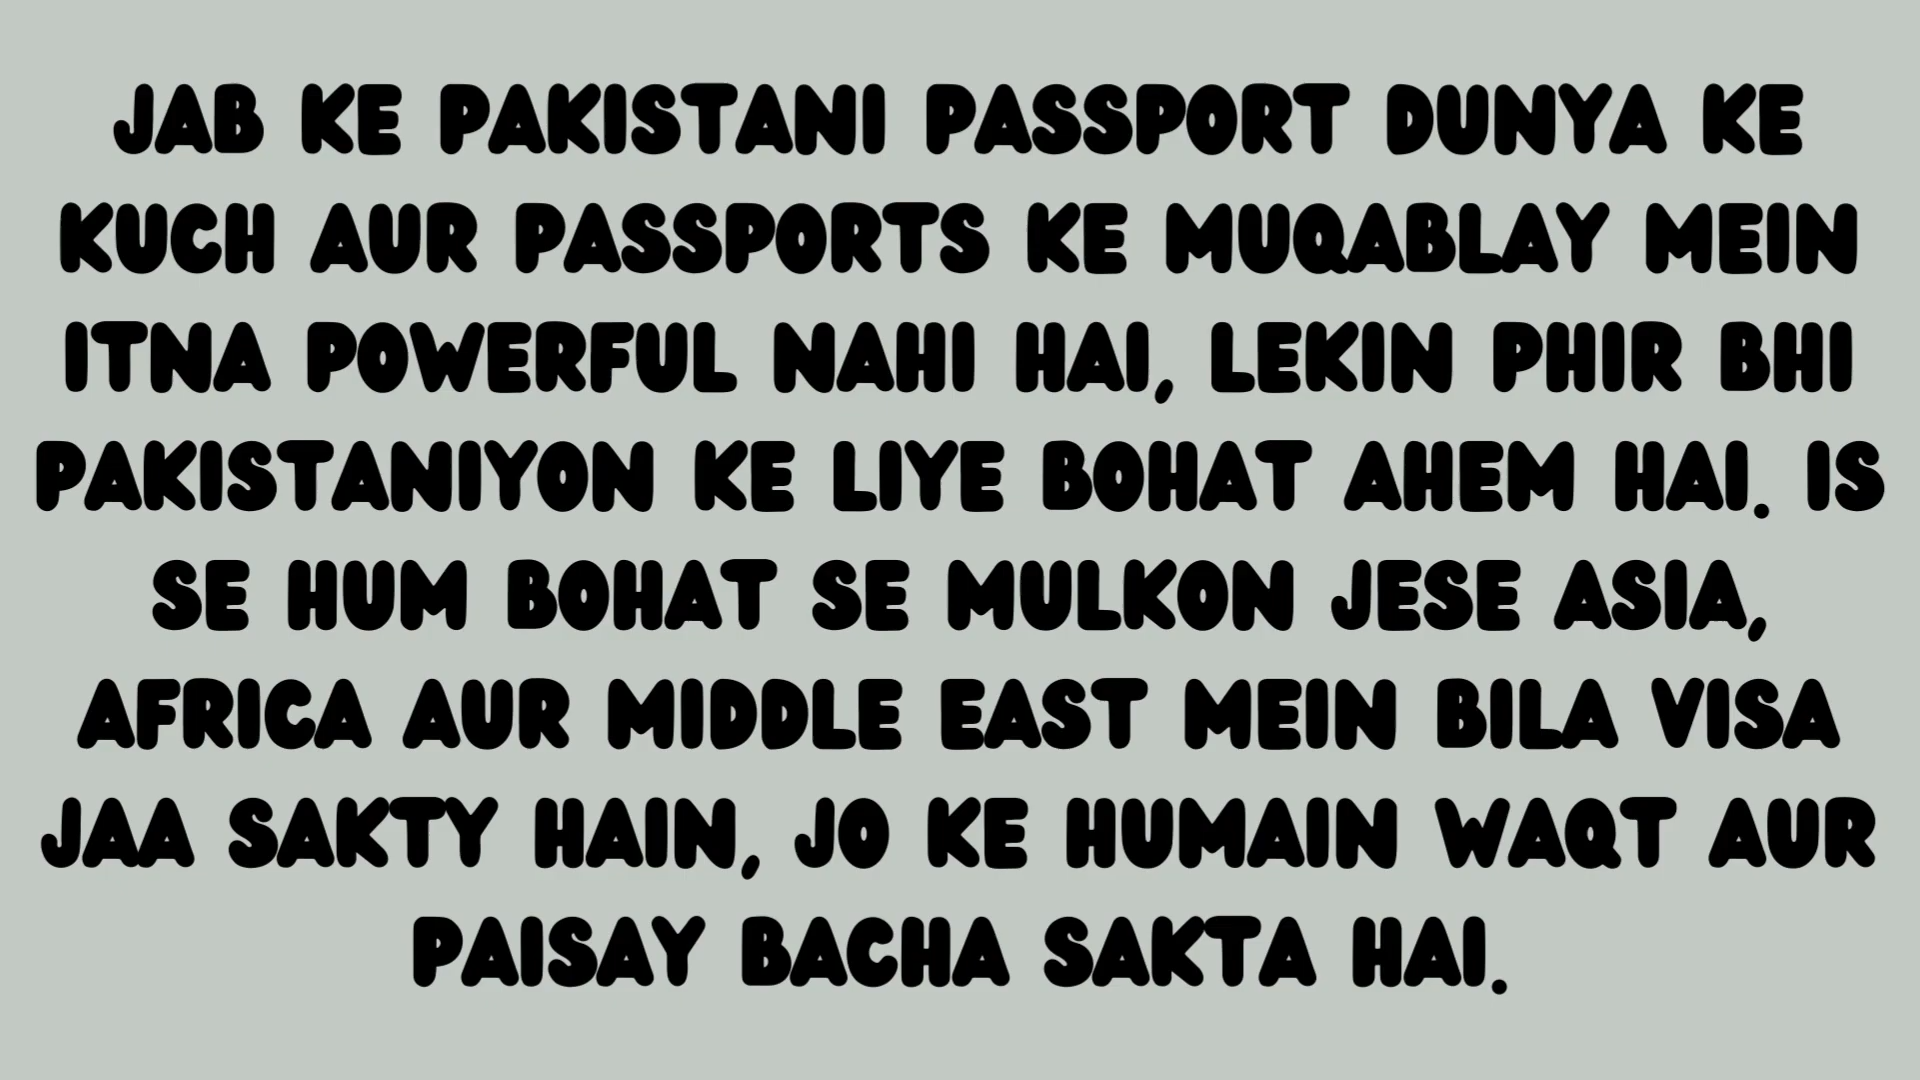 JAB KE PAKISTANI PASSPORT DUNYA KE
KUCH AUR PASSPORTS KE MUQABLAY MEIN
ITNA POWERFUL NAHI HAI, LEKIN PHIR BHI
PAKISTANIYON KE LIYE BOHAT AHEM HAI. IS
SE HUM BOHAT SE MULKON JESE ASIA,
AFRICA AUR MIDDLE EAST MEIN BILA VISA
JAA SAKTY HAIN, JO KE HUMAIN WAQT AUR
PAISAY BACHA SAKTA HAI.